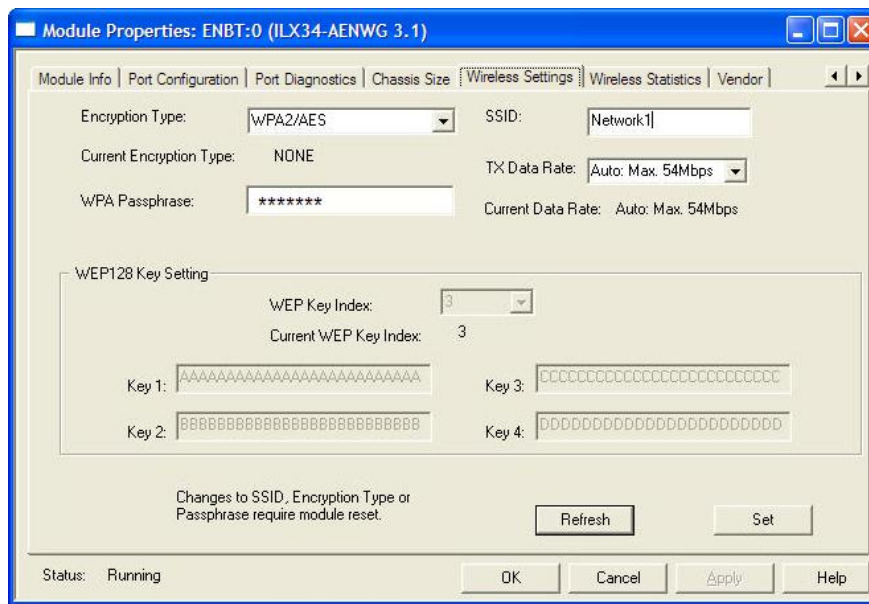 Module Properties: ENBT:0 (ILX34-AENWG 3.1)
Module Info Port Configuration Port Diagnostics Chassis Size Wireless Settings Wireless Statistics Vendor
Encryption Type: WPA2/AES SSID: Network1
Current Encryption Type: NONE TX Data Rate: Auto: Max. 54Mbps
WPA Passphrase: ******* Current Data Rate: Auto: Max. 54Mbps
WEP128 Key Setting
WEP Key Index: 3
Current WEP Key Index: 3
Key 1: AAAAAAAAAAAAAAAAAAAAAAAAAA Key 3: CCCCCCCCCCCCCCCCCCCCCCCCCC
Key 2: BBBBBBBBBBBBBBBBBBBBBBBBBB Key 4: DDDDDDDDDDDDDDDDDDDDDDDD
Changes to SSID, Encryption Type or
Passphrase require module reset.
Refresh Set
Status: Running OK Cancel Apply Help